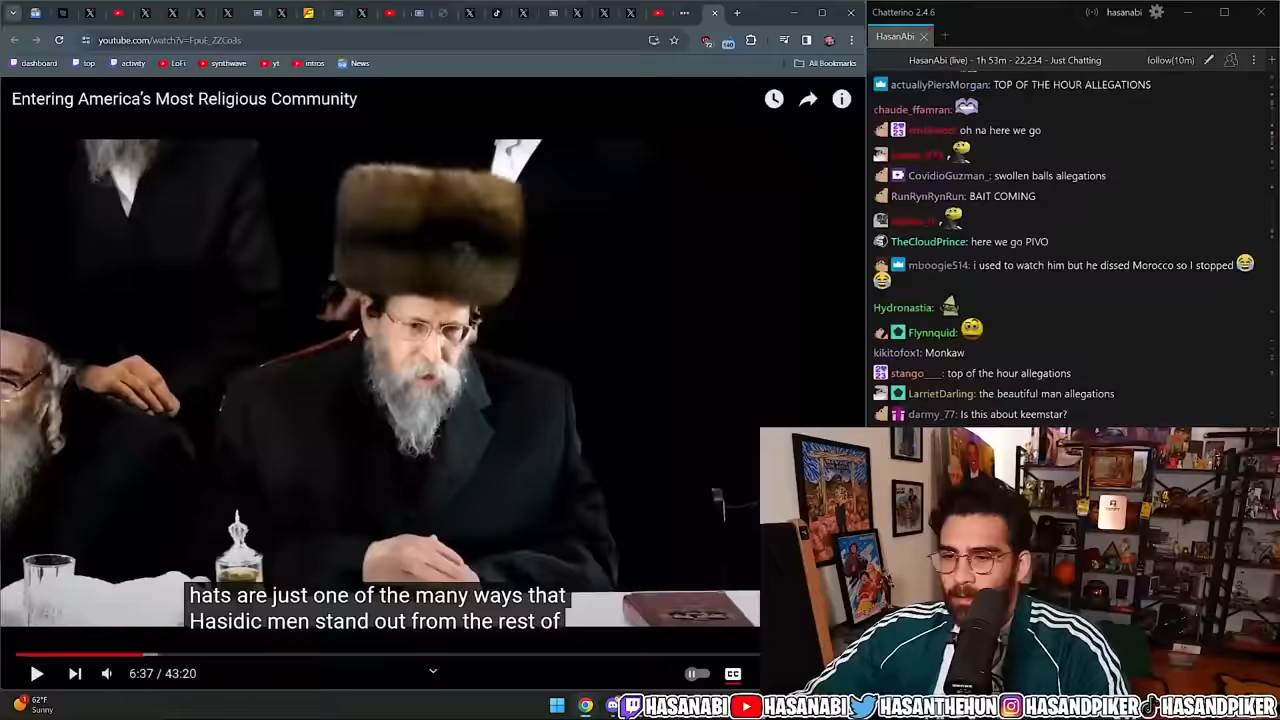 youtube.com/watch?v=FpuE_ZZCo3s
72
140
dashboard
top
activity
LoFi
synthwave
yt
intros
News
All Bookmarks
Entering America's Most Religious Community
hats are just one of the many ways that
Hasidic men stand out from the rest of
6:37 / 43:20
CC
62°F
Sunny
Chatterino 2.4.6
hasanabi
HasanAbi
HasanAbi (live) - 1h 53m - 22,234 - Just Chatting
follow(10m)
actuallyPiersMorgan: TOP OF THE HOUR ALLEGATIONS
chaude_ffamran:
oh na here we go
CovidioGuzman_: swollen balls allegations
RunRynRynRun: BAIT COMING
TheCloudPrince: here we go PIVO
mboogie514: i used to watch him but he dissed Morocco so I stopped
Hydronastia:
Flynnquid:
kikitofox1: Monkaw
stango___: top of the hour allegations
LarrietDarling: the beautiful man allegations
darmy_77: Is this about keemstar?
HASANABI
HASANABI
HASANTHEHUN
HASANDPIKER
HASANDPIKER